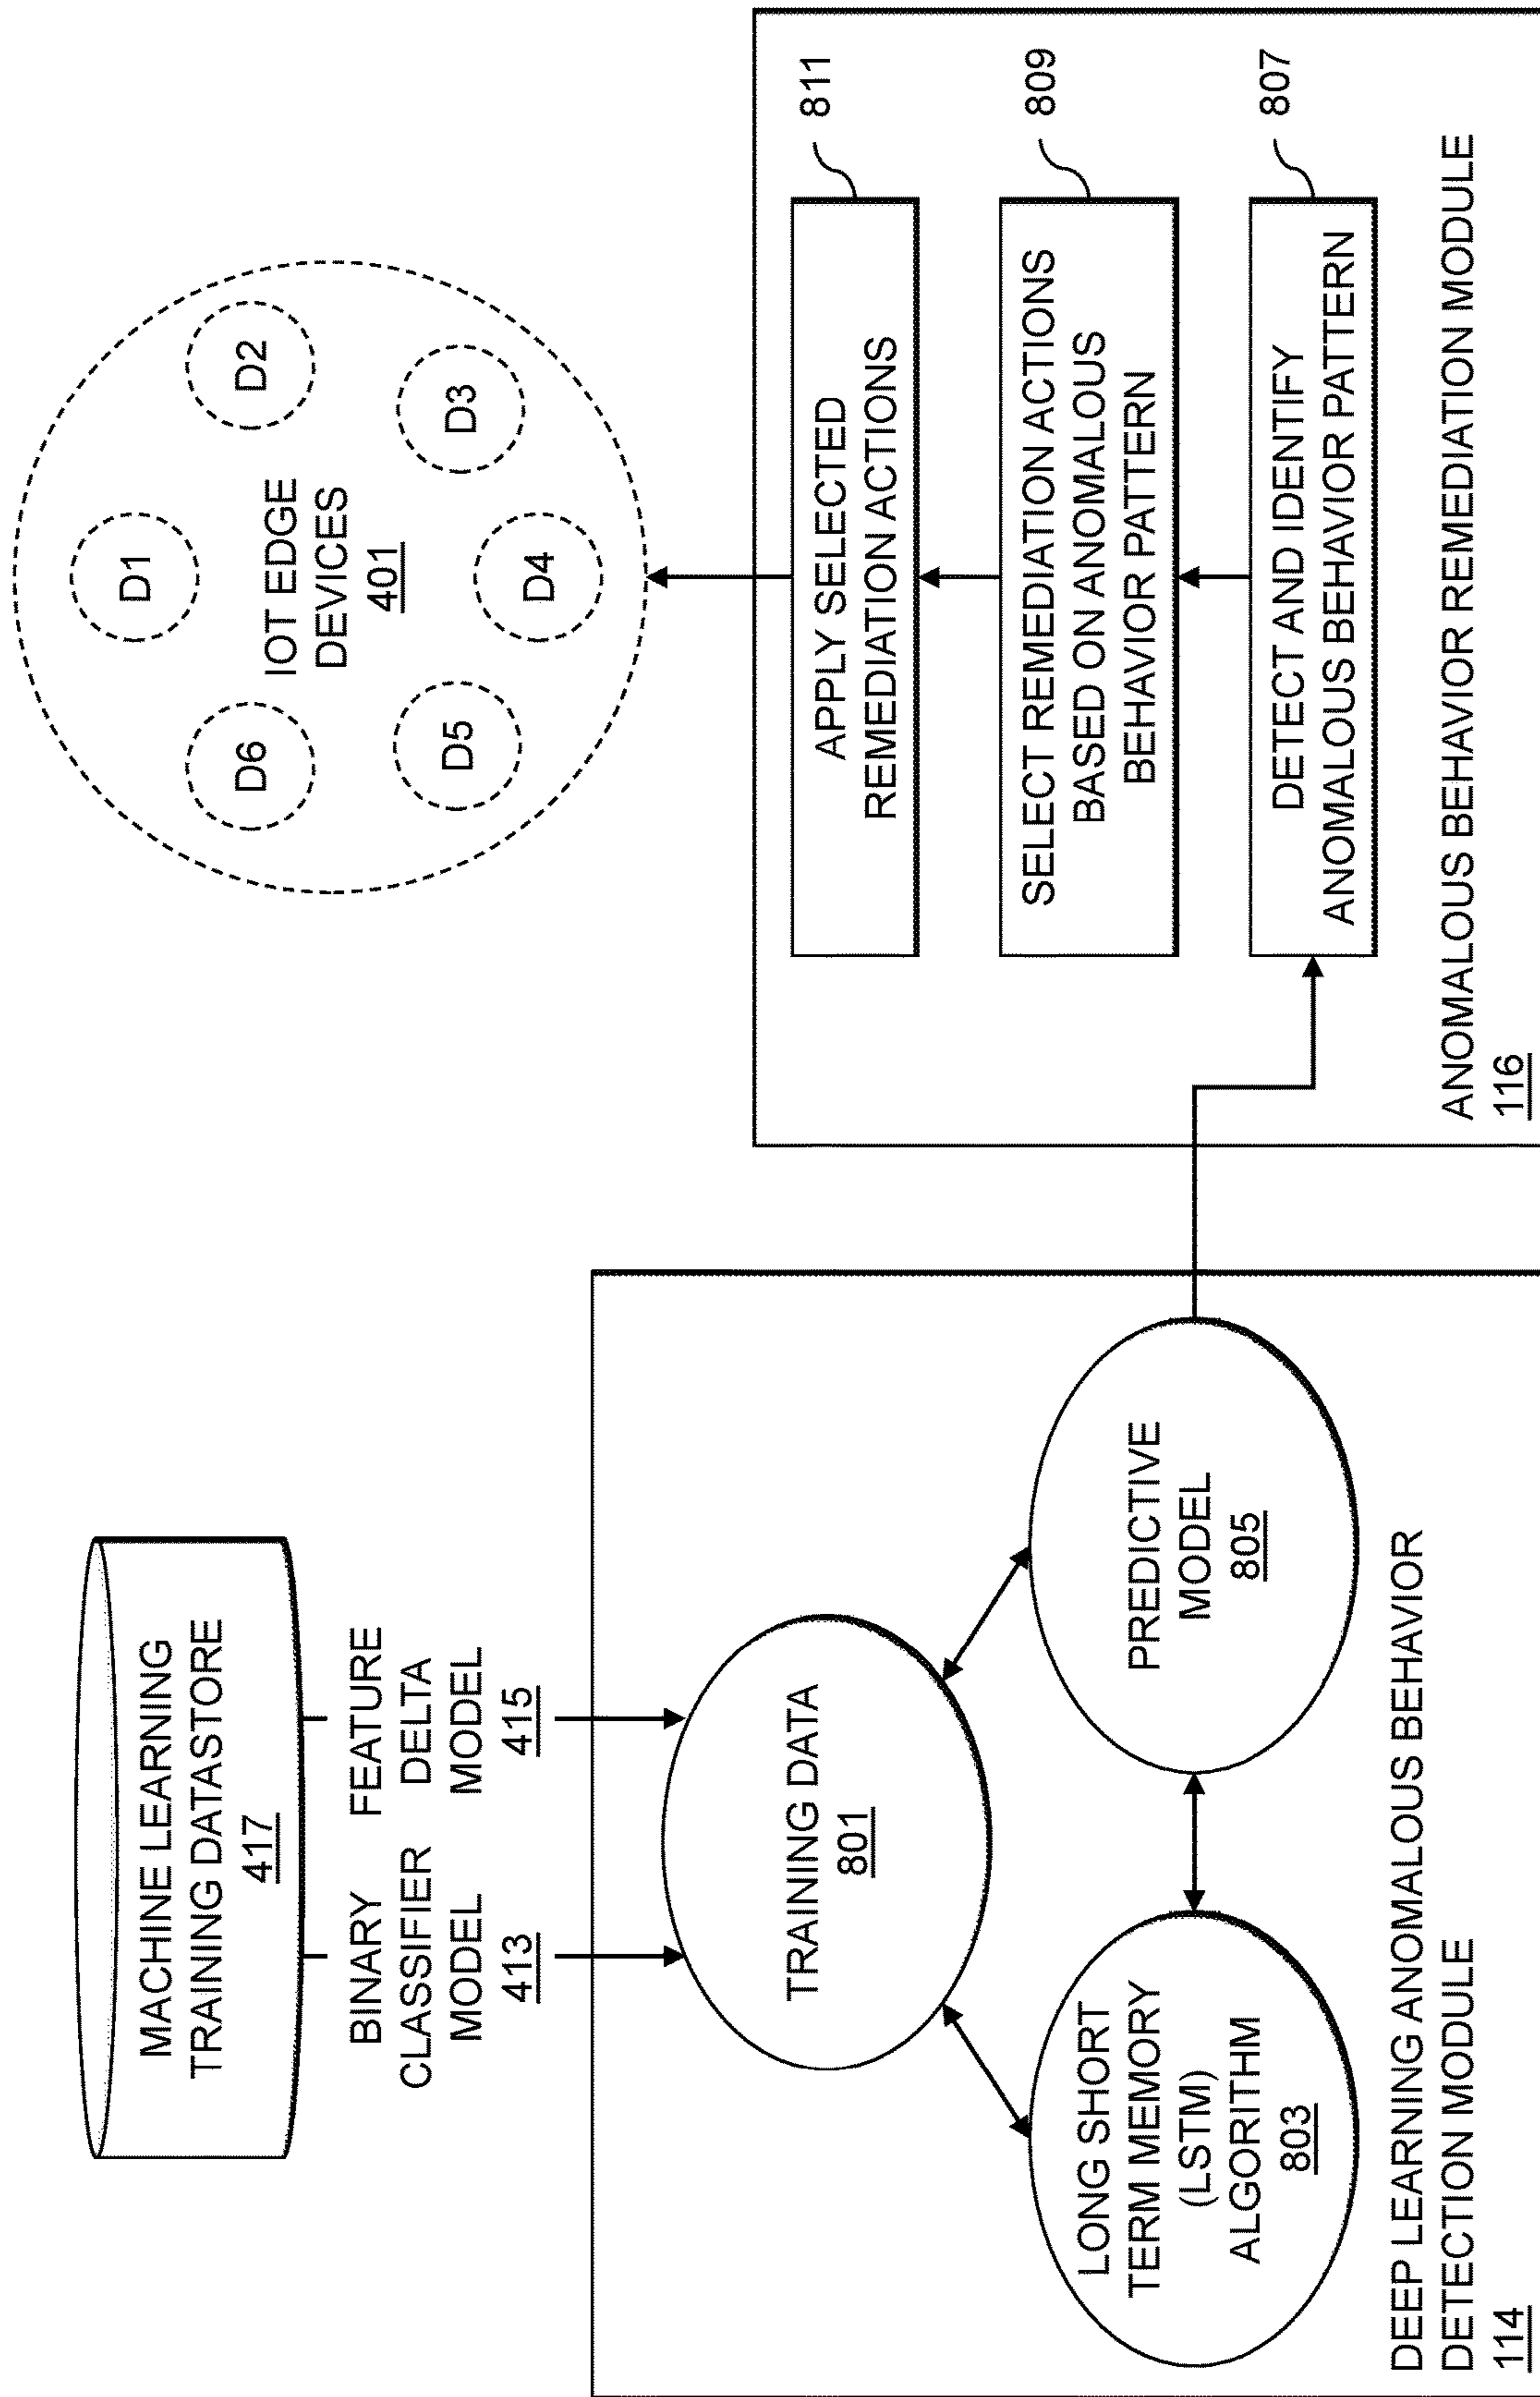 MACHINE LEARNING
TRAINING DATASTORE
417
BINARY
CLASSIFIER
MODEL
413
FEATURE
DELTA
MODEL
415
TRAINING DATA
801
LONG SHORT
TERM MEMORY
(LSTM)
ALGORITHM
803
PREDICTIVE
MODEL
805
DEEP LEARNING ANOMALOUS BEHAVIOR
DETECTION MODULE
114
D1
D2
D3
D4
D5
D6
IOT EDGE
DEVICES
401
APPLY SELECTED
REMEDIATION ACTIONS
811
SELECT REMEDIATION ACTIONS
BASED ON ANOMALOUS
BEHAVIOR PATTERN
809
DETECT AND IDENTIFY
ANOMALOUS BEHAVIOR PATTERN
807
ANOMALOUS BEHAVIOR REMEDIATION MODULE
116